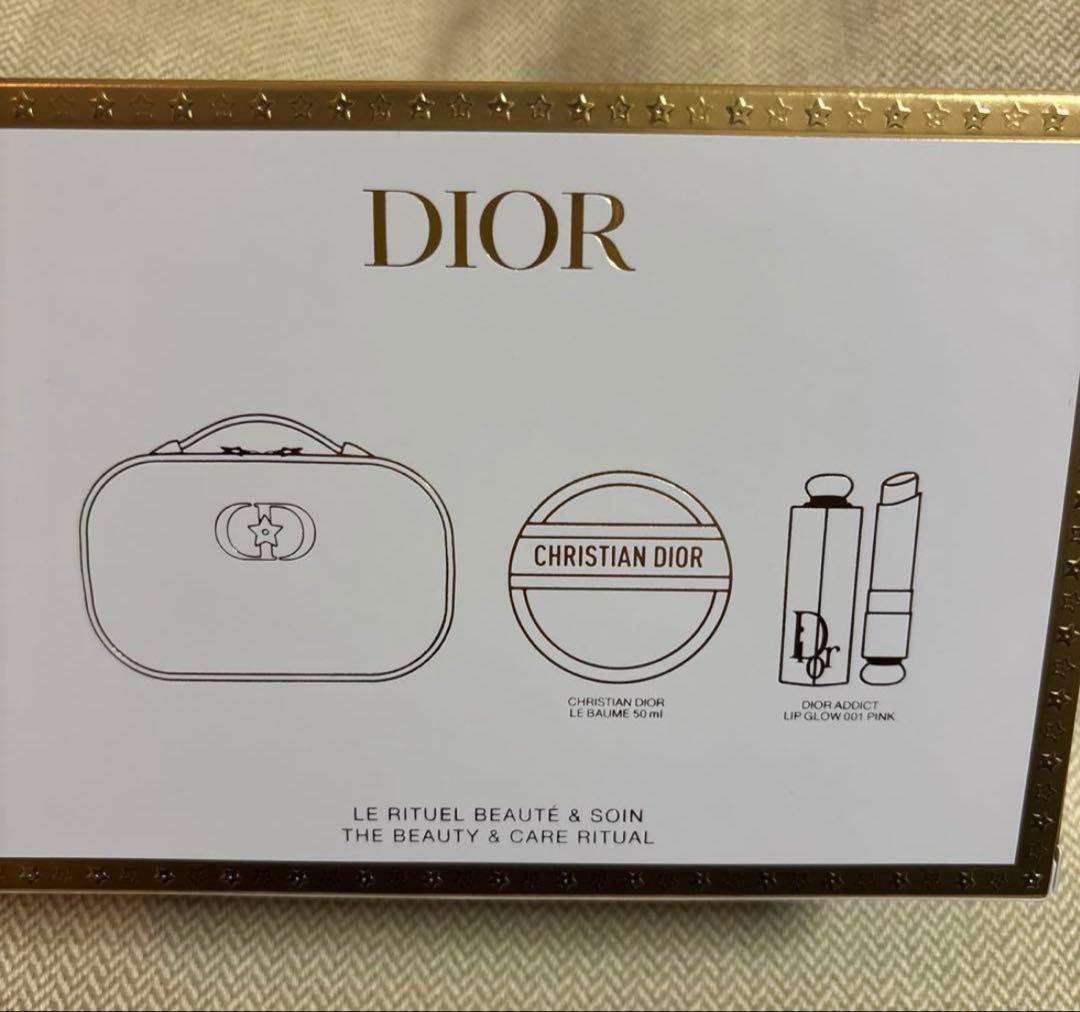 DIOR
CHRISTIAN DIOR
Dior
CHRISTIAN DIOR
LE BAUME 50 ml
DIOR ADDICT
LIP GLOW 001 PINK
LE RITUEL BEAUTÉ & SOIN
THE BEAUTY & CARE RITUAL